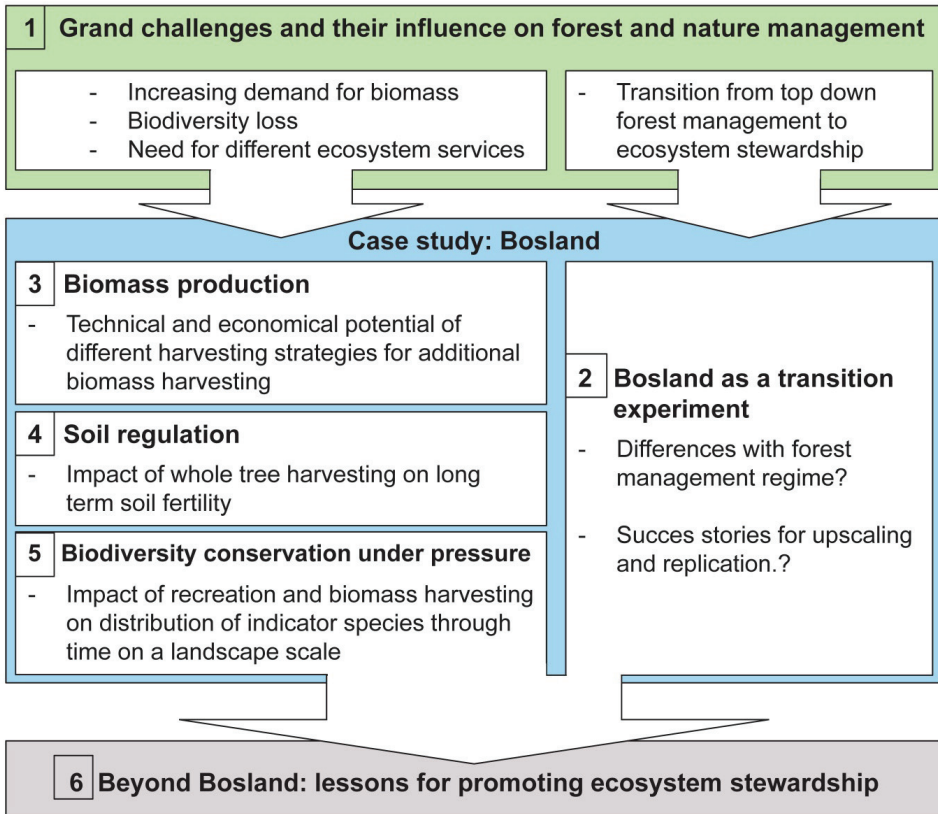 1 Grand challenges and their influence on forest and nature management
- Increasing demand for biomass
- Biodiversity loss
- Need for different ecosystem services
- Transition from top down
forest management to
ecosystem stewardship
Case study: Bosland
3 Biomass production
- Technical and economical potential of
different harvesting strategies for additional
biomass harvesting
4 Soil regulation
- Impact of whole tree harvesting on long
term soil fertility
5 Biodiversity conservation under pressure
- Impact of recreation and biomass harvesting
on distribution of indicator species through
time on a landscape scale
2 Bosland as a transition
experiment
- Differences with forest
management regime?
- Succes stories for upscaling
and replication.?
6 Beyond Bosland: lessons for promoting ecosystem stewardship